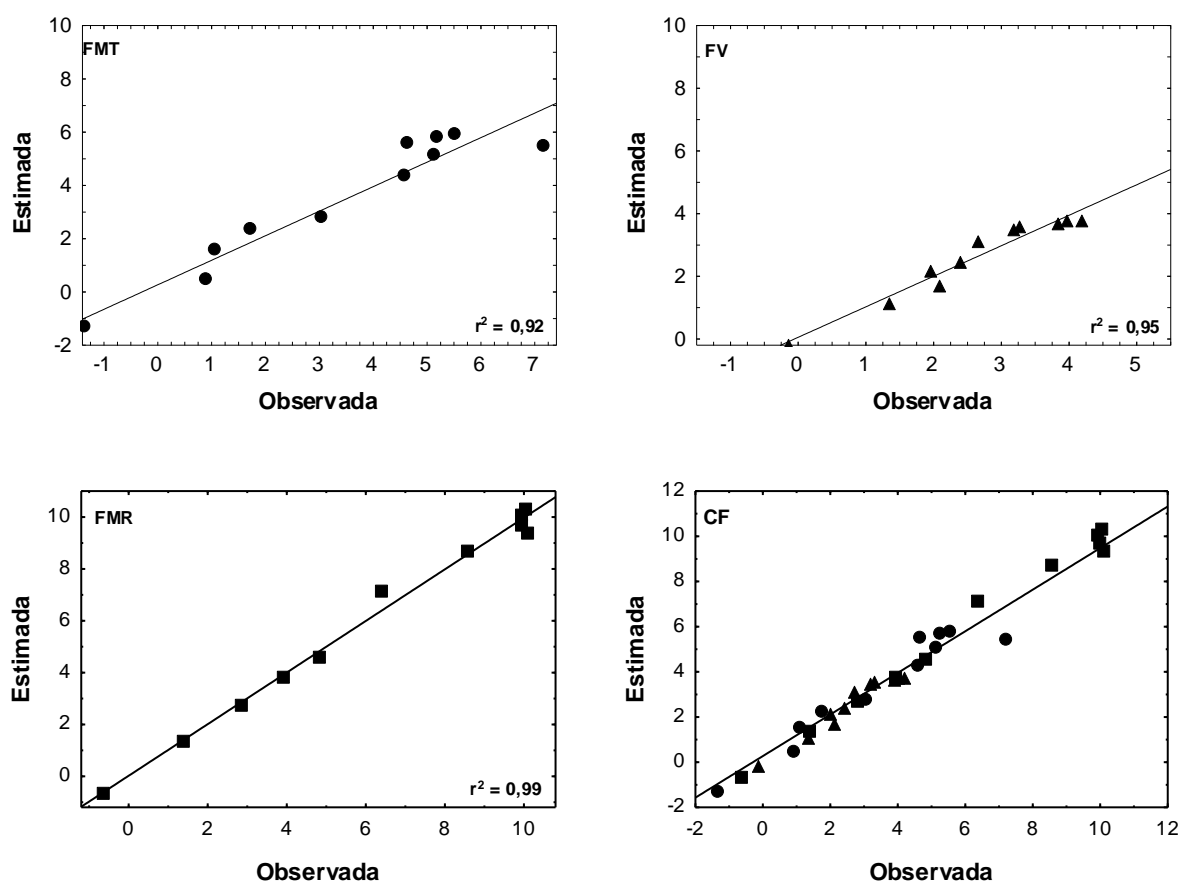 10
FMT
8
6
Estimada
4
2
0
-2
r² = 0,92
0 1 2 3 4 5 6 7
Observada
10
FV
8
6
Estimada
4
2
0
r² = 0,95
-1 0 1 2 3 4 5
Observada
10
FMR
8
6
Estimada
4
2
0
r² = 0,99
0 2 4 6 8 10
Observada
12
CF
10
8
6
Estimada
4
2
0
-2
-2 0 2 4 6 8 10 12
Observada